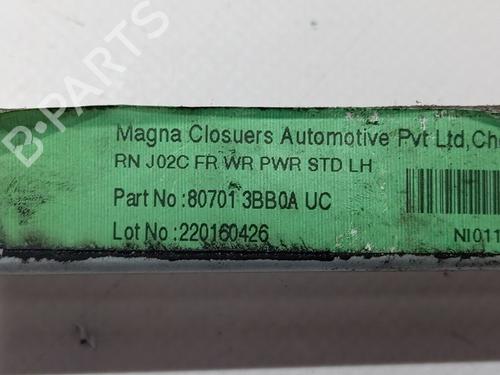 Magna Closuers Automotive Pvt Ltd,Che
RN J02C FR WR PWR STD LH
Part No :80701 3BB0A UC
Lot No :220160426
NI011
B-PARTS